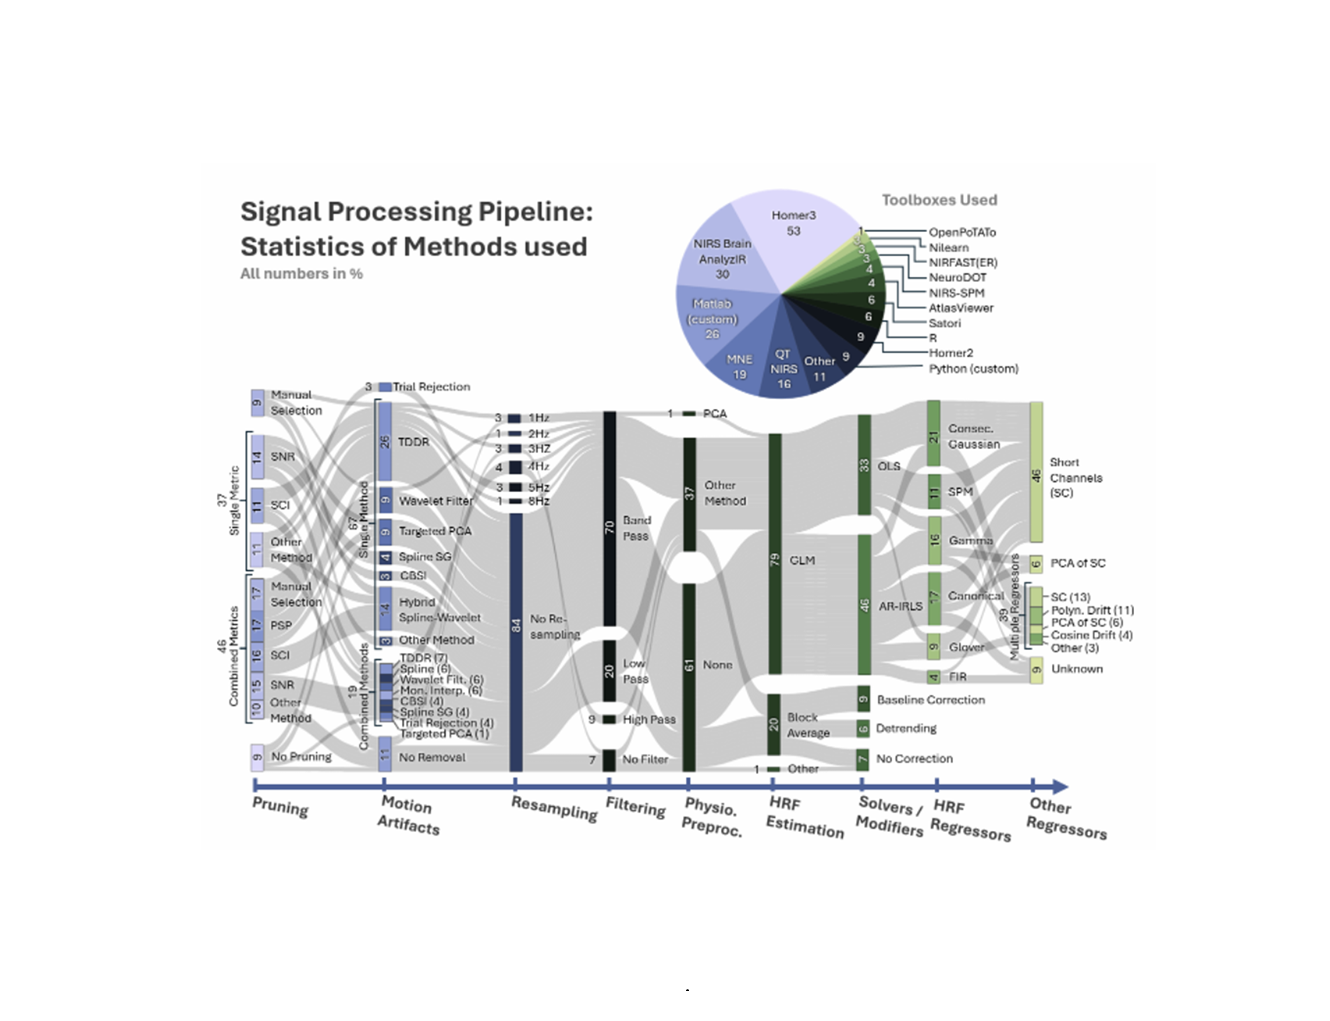 Signal Processing Pipeline:
Statistics of Methods used
All numbers in %
Toolboxes Used
Homer3
53
NIRS Brain
AnalyzIR
30
Matlab
(custom)
26
MNE
19
QT
NIRS
16
Other
11
9
9
6
6
4
4
3
3
1
OpenPoTATo
Nilearn
NIRFAST(ER)
NeuroDOT
NIRS-SPM
AtlasViewer
Satori
R
Homer2
Python (custom)
9
Manual
Selection
37
Single Metric
14
SNR
11
SCI
11
Other
Method
46
Combined Metrics
17
Manual
Selection
17
PSP
16
SCI
15
SNR
10
Other
Method
9
No Pruning
3
Trial Rejection
67
Single Method
26
TDDR
9
Wavelet Filter
9
Targeted PCA
4
Spline SG
3
CBSI
14
Hybrid
Spline-Wavelet
3
Other Method
19
Combined Methods
TDDR (7)
Spline (6)
Wavelet Filt. (6)
Mon. Interp. (6)
CBSI (4)
Spline SG (4)
Trial Rejection (4)
Targeted PCA (1)
11
No Removal
3
1Hz
1
2Hz
3
3HZ
4
4Hz
3
5Hz
1
8Hz
84
No Re-
sampling
70
Band
Pass
20
Low
Pass
9
High Pass
7
No Filter
1
PCA
37
Other
Method
61
None
79
GLM
20
Block
Average
1
Other
33
OLS
46
AR-IRLS
9
Baseline Correction
6
Detrending
7
No Correction
21
Consec.
Gaussian
11
SPM
16
Gamma
17
Canonical
9
Glover
4
FIR
46
Short
Channels
(SC)
6
PCA of SC
39
Multiple Regressors
SC (13)
Polyn. Drift (11)
PCA of SC (6)
Cosine Drift (4)
Other (3)
9
Unknown
Pruning
Motion
Artifacts
Resampling
Filtering
Physio.
Preproc.
HRF
Estimation
Solvers /
Modifiers
HRF
Regressors
Other
Regressors